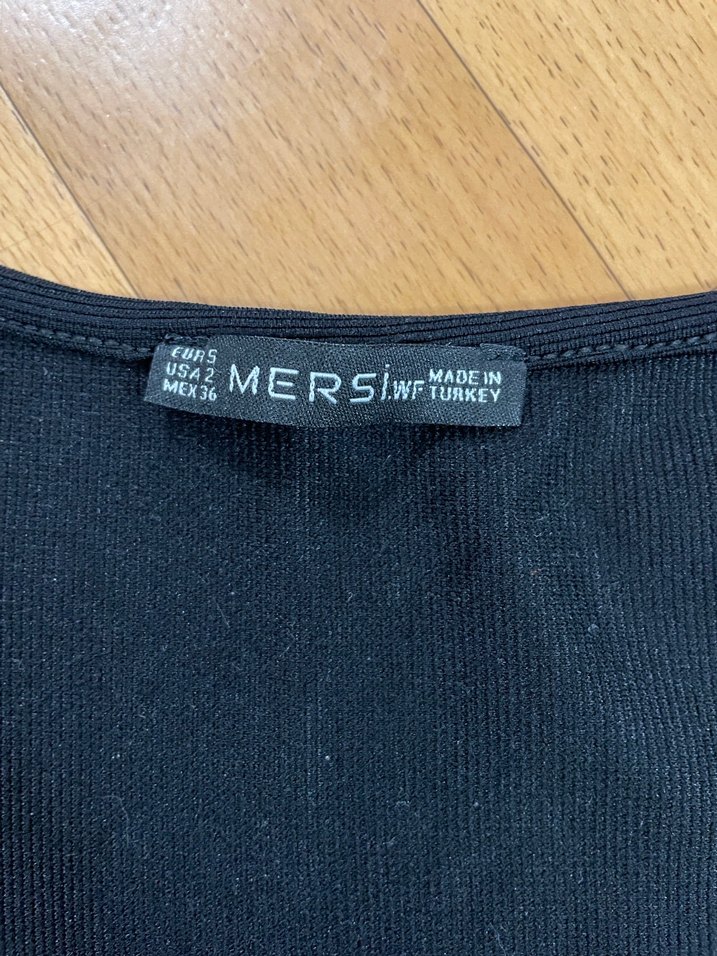 EUR S
USA 2
MEX 36
MERSİ.WF
MADE IN
TURKEY